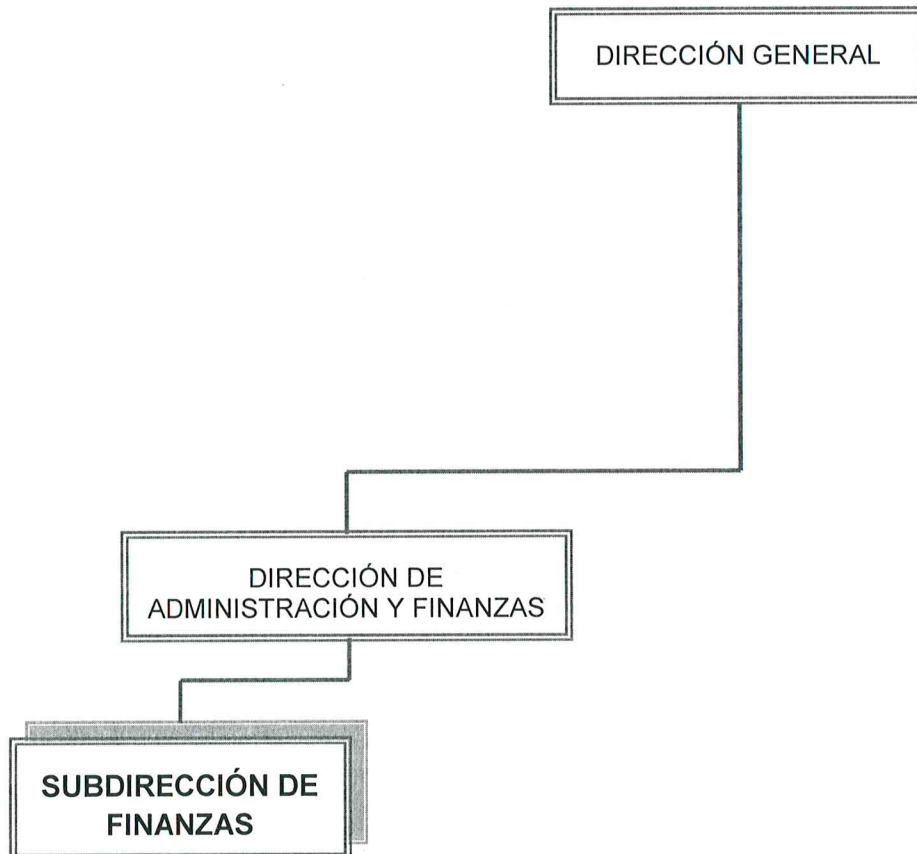 DIRECCIÓN GENERAL
DIRECCIÓN DE
ADMINISTRACIÓN Y FINANZAS
SUBDIRECCIÓN DE
FINANZAS